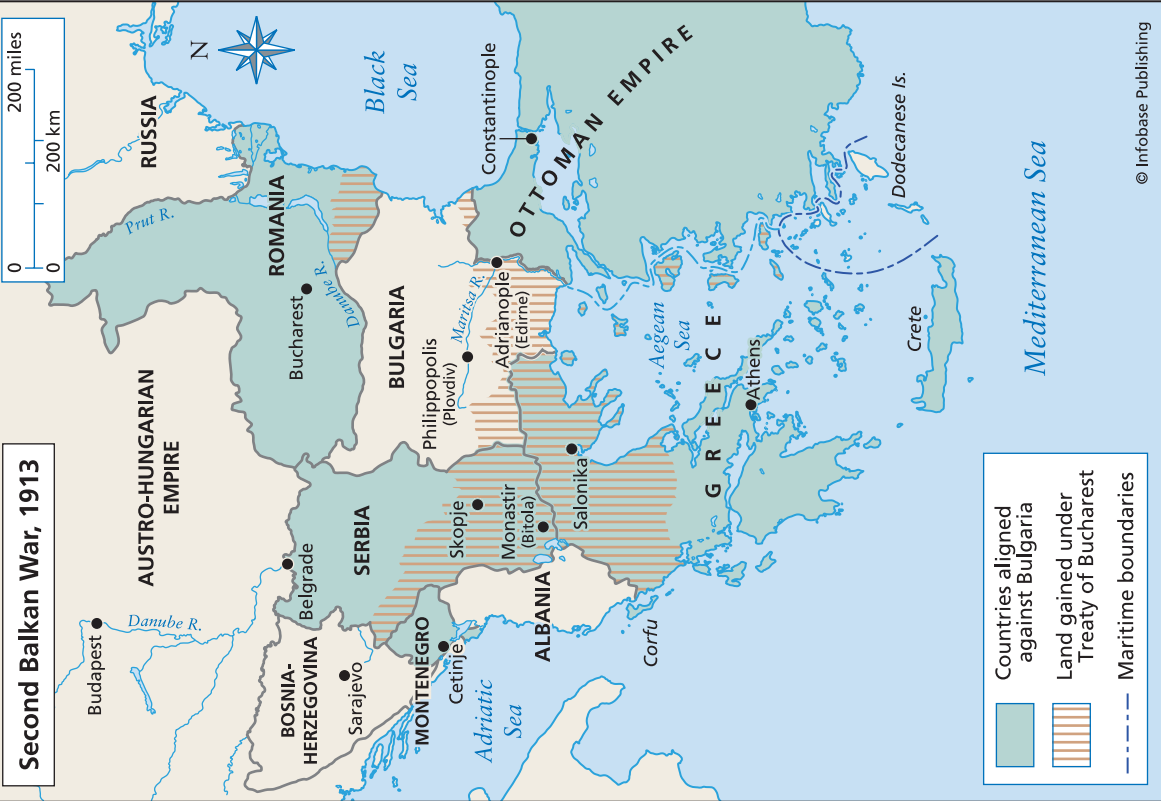 Second Balkan War, 1913
0
200 miles
0
200 km
N
RUSSIA
Prut R.
AUSTRO-HUNGARIAN
EMPIRE
Budapest
Danube R.
ROMANIA
Bucharest
Danube R.
Black
Sea
Belgrade
BOSNIA-
HERZEGOVINA
Sarajevo
SERBIA
BULGARIA
Philippopolis
(Plovdiv)
Maritsa R.
Adrianople
(Edirne)
Constantinople
OTTOMAN EMPIRE
MONTENEGRO
Cetinje
Skopje
Monastir
(Bitola)
Adriatic
Sea
ALBANIA
Salonika
Corfu
Aegean
Sea
GREECE
Athens
Crete
Dodecanese Is.
Mediterranean Sea
Countries aligned
against Bulgaria
Land gained under
Treaty of Bucharest
Maritime boundaries
© Infobase Publishing